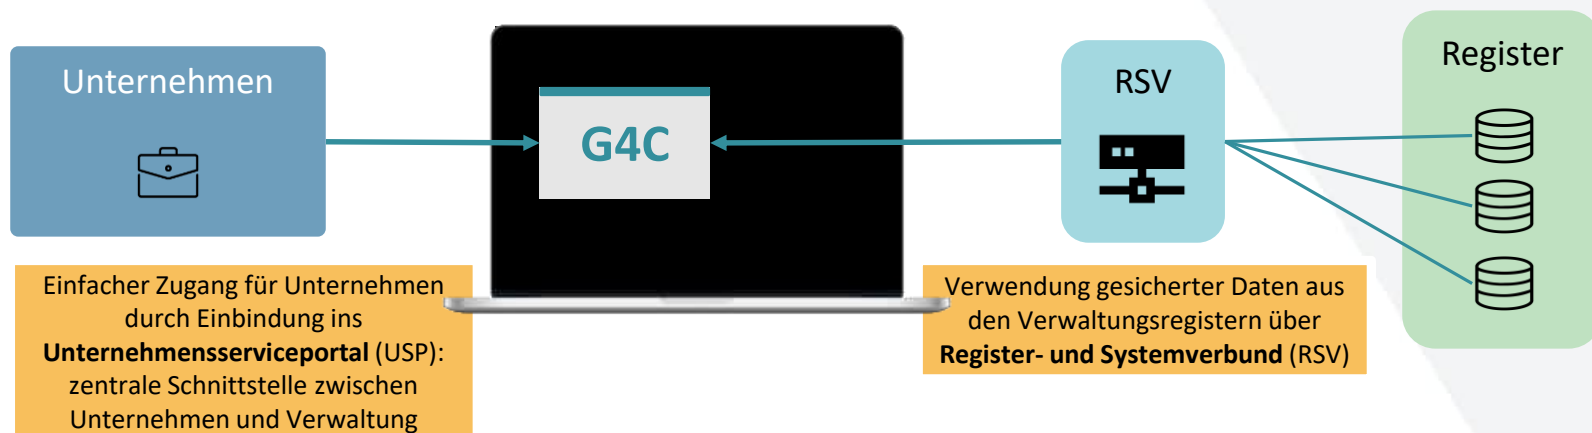 Unternehmen
G4C
RSV
Register
Einfacher Zugang für Unternehmen
durch Einbindung ins
Unternehmensserviceportal (USP):
zentrale Schnittstelle zwischen
Unternehmen und Verwaltung
Verwendung gesicherter Daten aus
den Verwaltungsregistern über
Register- und Systemverbund (RSV)